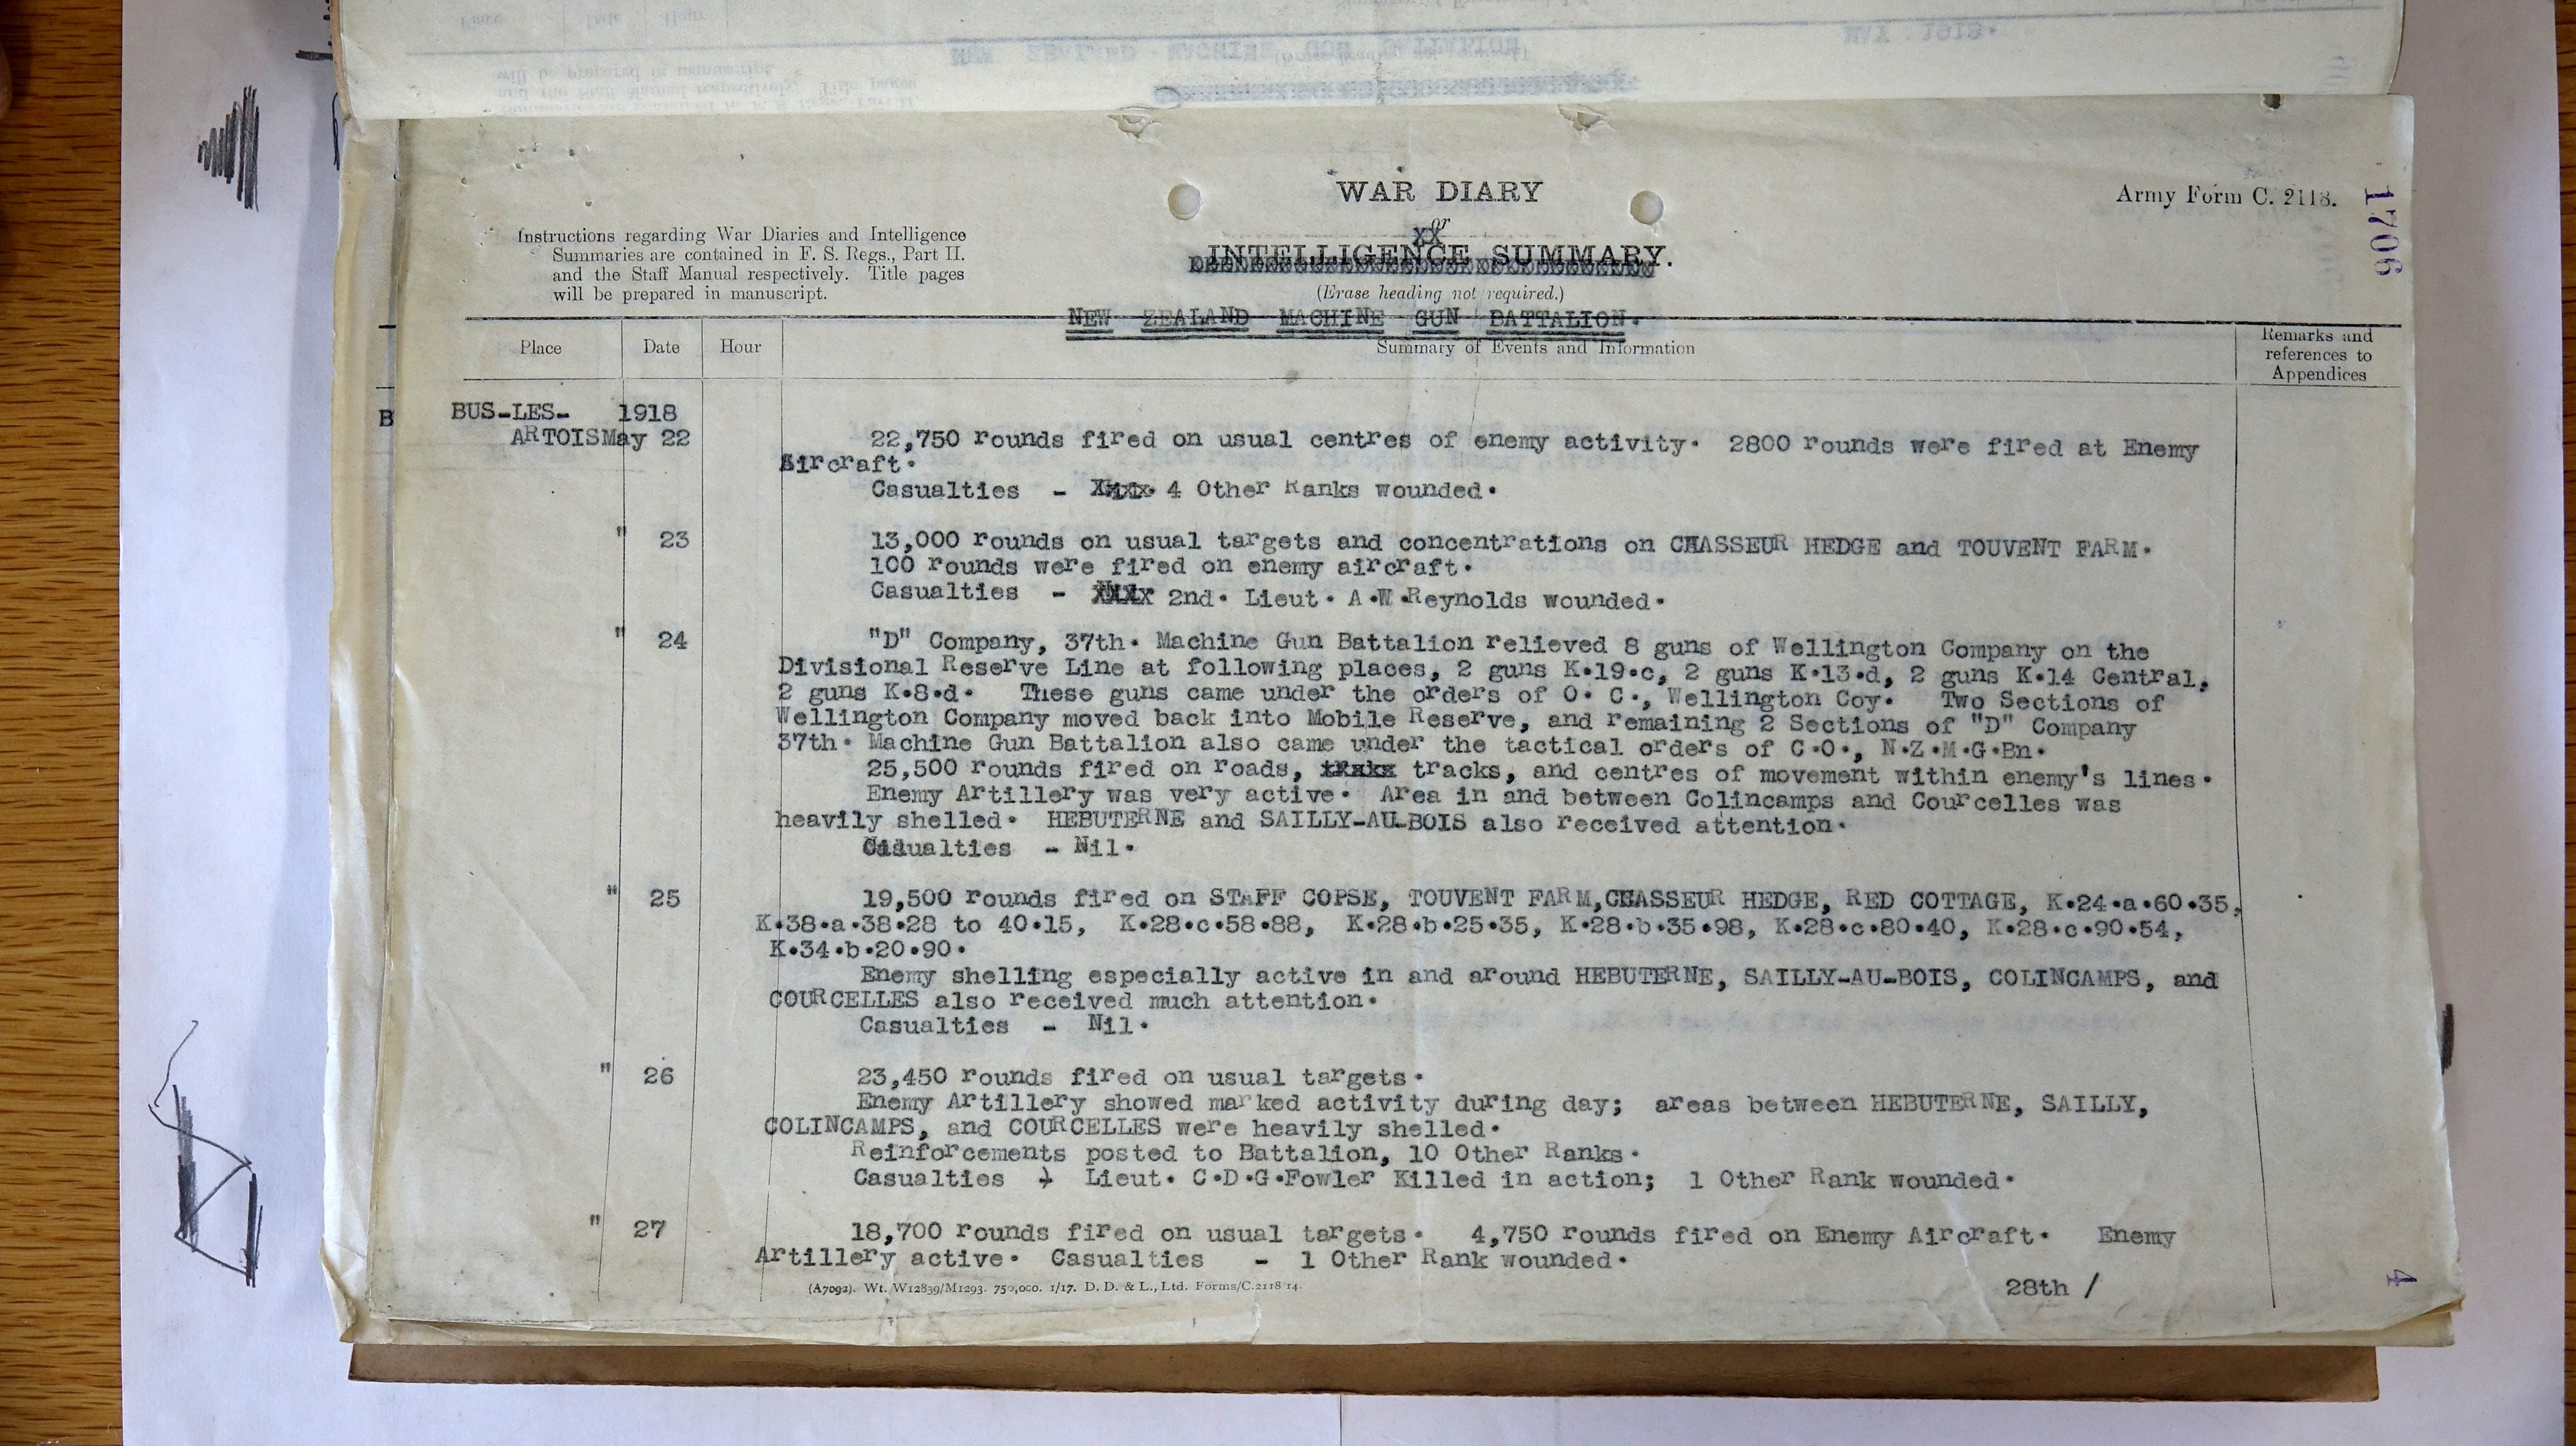 WAR DIARY
or
XX
INTELLIGENCE SUMMARY.
(Erase heading not required.)
Army Form C. 2118.
1706
Instructions regarding War Diaries and Intelligence
Summaries are contained in F. S. Regs., Part II.
and the Staff Manual respectively. Title pages
will be prepared in manuscript.
NEW ZEALAND MACHINE GUN BATTALION.
Place Date Hour Summary of Events and Information Remarks and
references to
Appendices
B
BUS-LES- 1918
ARTOIS May 22 22,750 rounds fired on usual centres of enemy activity. 2800 rounds were fired at Enemy
Aircraft.
Casualties - 4 Other Ranks wounded.
" 23 13,000 rounds on usual targets and concentrations on CHASSEUR HEDGE and TOUVENT FARM.
100 rounds were fired on enemy aircraft.
Casualties - 2nd. Lieut. A.W.Reynolds wounded.
" 24 "D" Company, 37th. Machine Gun Battalion relieved 8 guns of Wellington Company on the
Divisional Reserve Line at following places, 2 guns K.19.c, 2 guns K.13.d, 2 guns K.14 Central,
2 guns K.8.d. These guns came under the orders of O. C., Wellington Coy. Two Sections of
Wellington Company moved back into Mobile Reserve, and remaining 2 Sections of "D" Company
37th. Machine Gun Battalion also came under the tactical orders of C.O., N.Z.M.G.Bn.
25,500 rounds fired on roads, tracks, and centres of movement within enemy's lines.
Enemy Artillery was very active. Area in and between Colincamps and Courcelles was
heavily shelled. HEBUTERNE and SAILLY-AU-BOIS also received attention.
Casualties - Nil.
" 25 19,500 rounds fired on STAFF COPSE, TOUVENT FARM,CHASSEUR HEDGE, RED COTTAGE, K.24.a.60.35,
K.38.a.38.28 to 40.15, K.28.c.58.88, K.28.b.25.35, K.28.b.35.98, K.28.c.80.40, K.28.c.90.54,
K.34.b.20.90.
Enemy shelling especially active in and around HEBUTERNE, SAILLY-AU-BOIS, COLINCAMPS, and
COURCELLES also received much attention.
Casualties - Nil.
" 26 23,450 rounds fired on usual targets.
Enemy Artillery showed marked activity during day; areas between HEBUTERNE, SAILLY,
COLINCAMPS, and COURCELLES were heavily shelled.
Reinforcements posted to Battalion, 10 Other Ranks.
Casualties - Lieut. C.D.G.Fowler Killed in action; 1 Other Rank wounded.
" 27 18,700 rounds fired on usual targets. 4,750 rounds fired on Enemy Aircraft. Enemy
Artillery active. Casualties - 1 Other Rank wounded.
(A7092). Wt. W12839/M1293. 750,000. 1/17. D. D. & L., Ltd. Forms/C.2118/14.
28th /
4